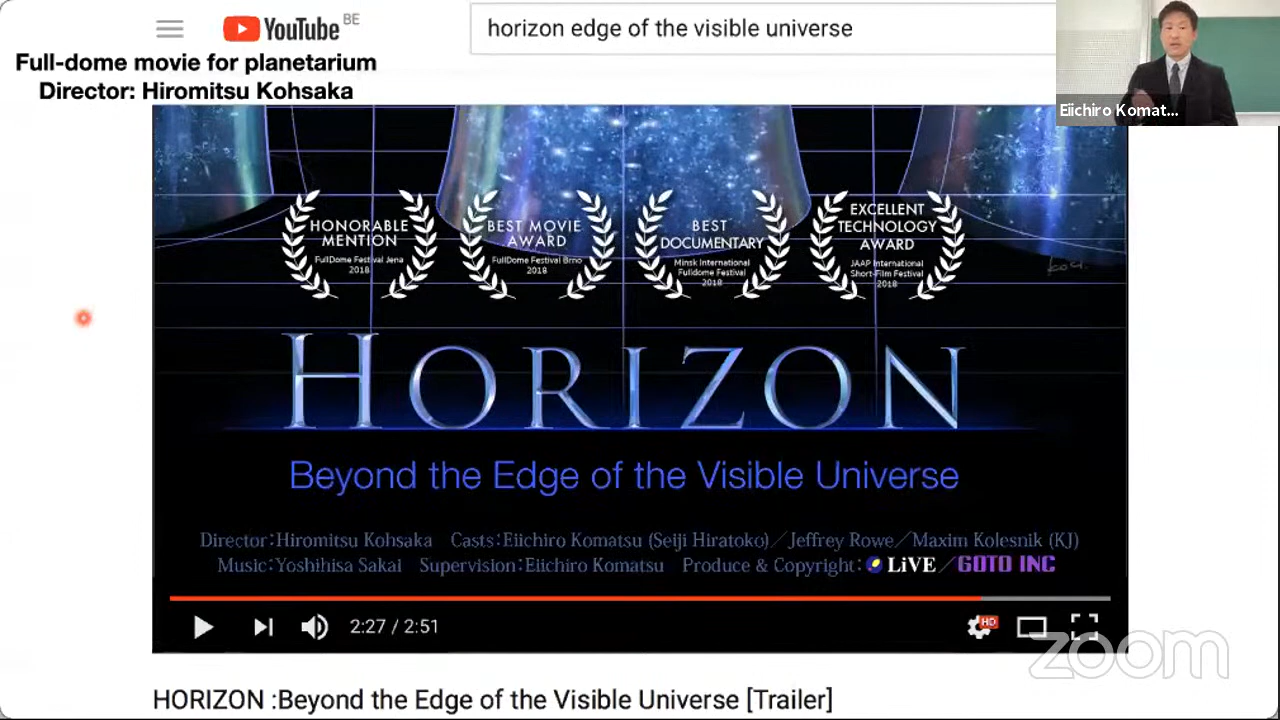 YouTube BE
horizon edge of the visible universe
Full-dome movie for planetarium
Director: Hiromitsu Kohsaka
Eiichiro Komat...
HONORABLE
MENTION
FullDome Festival Jena
2018
BEST MOVIE
AWARD
FullDome Festival Brno
2018
BEST
DOCUMENTARY
Minsk International
Fulldome Festival
2018
EXCELLENT
TECHNOLOGY
AWARD
JAAP International
Short-Film Festival
2018
HORIZON
Beyond the Edge of the Visible Universe
Director:Hiromitsu Kohsaka Casts:Eiichiro Komatsu (Seiji Hiratoko)／Jeffrey Rowe／Maxim Kolesnik (KJ)
Music:Yoshihisa Sakai Supervision:Eiichiro Komatsu Produce & Copyright: LiVE／GOTO INC
2:27 / 2:51
HD
zoom
HORIZON :Beyond the Edge of the Visible Universe [Trailer]